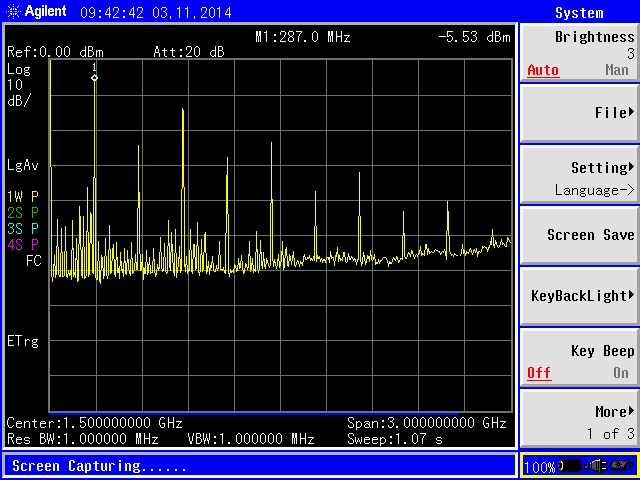 Agilent 09:42:42 03,11,2014
System
M1:287.0 MHz -5.53 dBm
Ref:0.00 dBm Att:20 dB
Log
10
dB/
1
LgAv
1W P
2S P
3S P
4S P
FC
ETrg
Center:1.500000000 GHz Span:3.000000000 GHz
Res BW:1.000000 MHz VBW:1.000000 MHz Sweep:1.07 s
Screen Capturing......
Brightness
3
Auto Man
File
Setting
Language->
Screen Save
KeyBackLight
Key Beep
Off On
More
1 of 3
100%